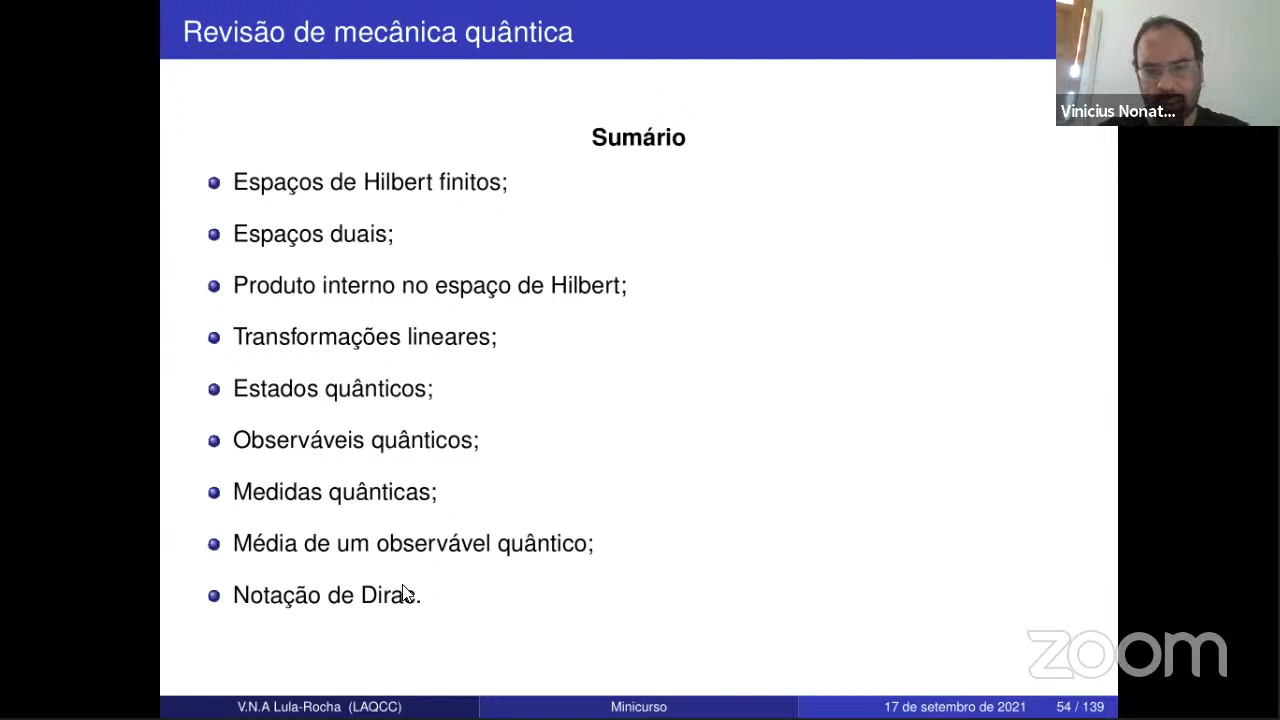 Revisão de mecânica quântica
Vinicius Nonat...
Sumário
Espaços de Hilbert finitos;
Espaços duais;
Produto interno no espaço de Hilbert;
Transformações lineares;
Estados quânticos;
Observáveis quânticos;
Medidas quânticas;
Média de um observável quântico;
Notação de Dirac.
zoom
V.N.A Lula-Rocha (LAQCC) Minicurso 17 de setembro de 2021 54 / 139